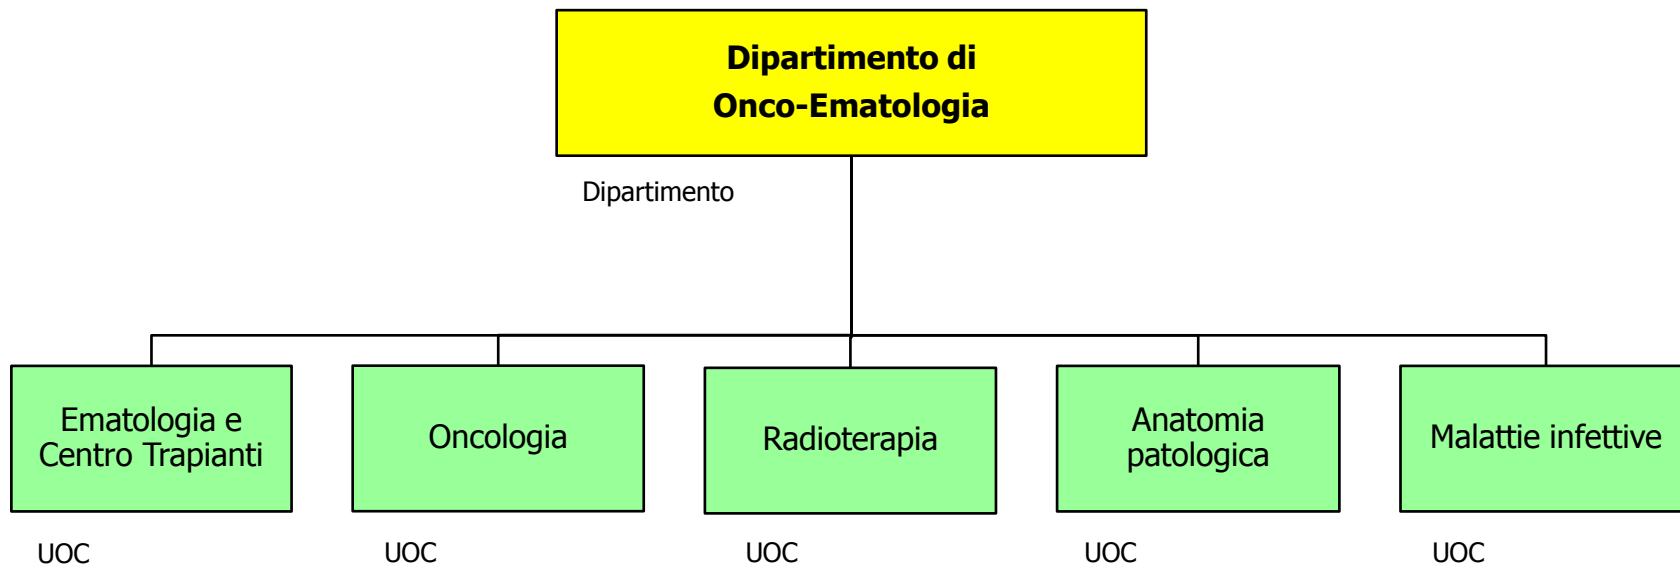 Dipartimento di
Onco-Ematologia
Dipartimento
Ematologia e
Centro Trapianti
Oncologia
Radioterapia
Anatomia
patologica
Malattie infettive
UOC
UOC
UOC
UOC
UOC